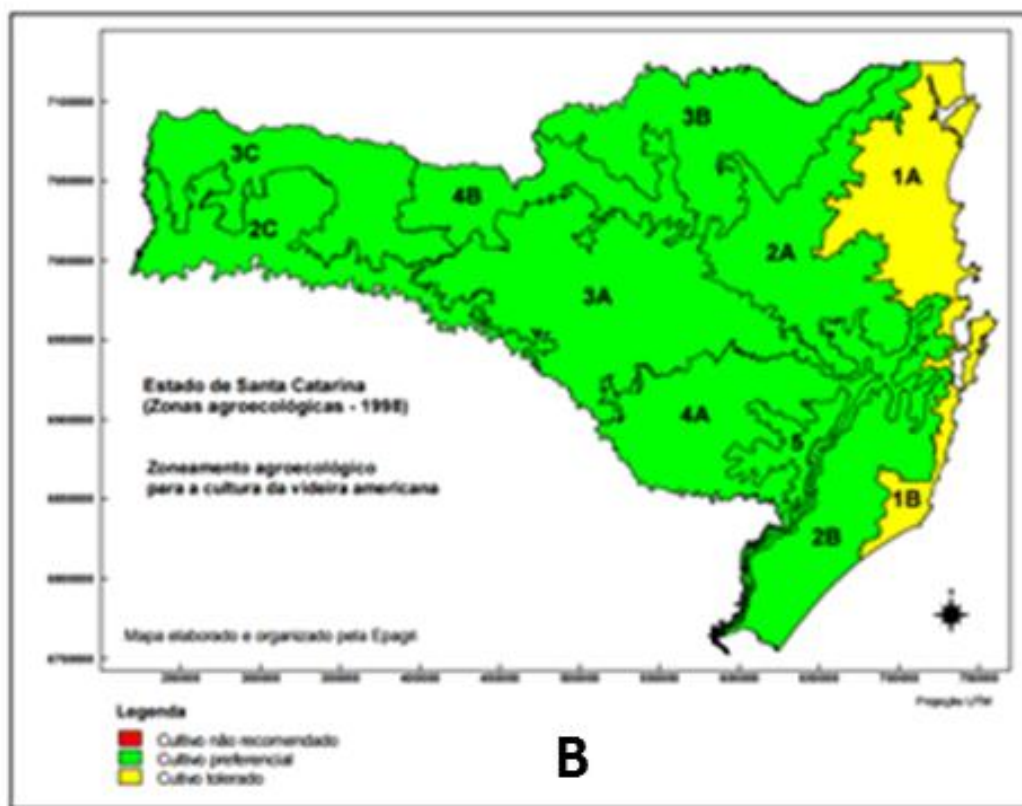 3B
1A
3C
4B
2C
2A
3A
Estado de Santa Catarina
(Zonas agroecológicas - 1998)
4A
5
Zoneamento agroecológico
para a cultura da videira americana
1B
2B
Mapa elaborado e organizado pela Epagri
Projeção UTM
Legenda
Cultivo não recomendado
Cultivo preferencial
Cultivo tolerado
B